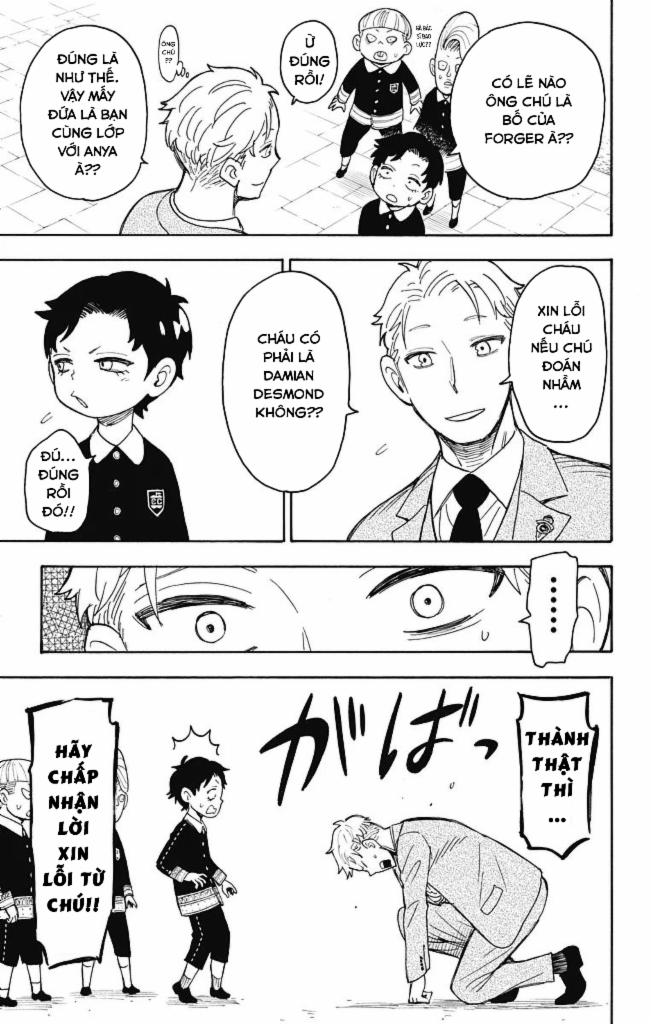 CÓ LẼ NÀO
ÔNG CHÚ LÀ
BỐ CỦA
FORGER À??
Ừ
ĐÚNG
RỒI!
ÔNG
CHÚ
??
ĐÚNG LÀ
NHƯ THẾ.
VẬY MẤY
ĐỨA LÀ BẠN
CÙNG LỚP
VỚI ANYA
À??
XIN LỖI
CHÁU
NẾU CHÚ
ĐOÁN
NHẦM
...
CHÁU CÓ
PHẢI LÀ
DAMIAN
DESMOND
KHÔNG??
ĐÚ...
ĐÚNG
RỒI
ĐÓ!!
......
THÀNH
THẬT
THÌ
...
がばっ
HÃY
CHẤP
NHẬN
LỜI
XIN
LỖI TỪ
CHÚ!!